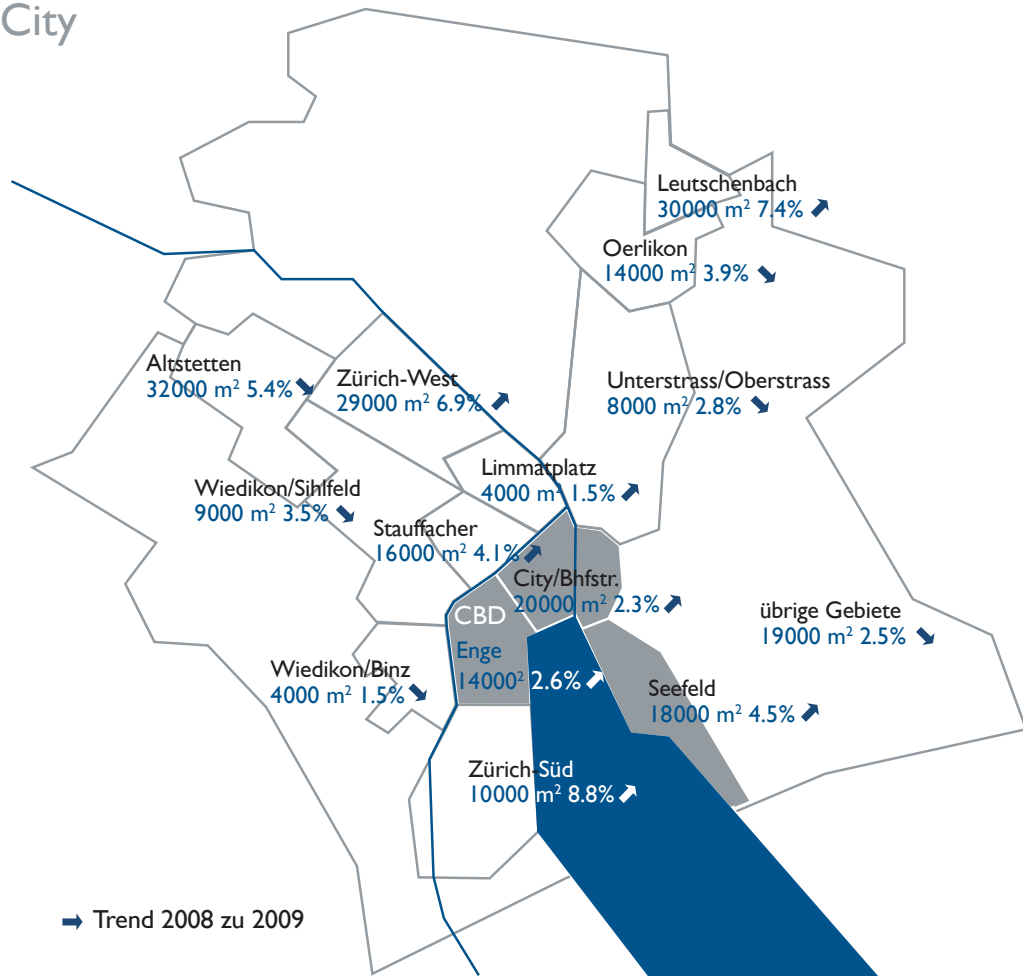 City
Leutschenbach
30000 m² 7.4%
Oerlikon
14000 m² 3.9%
Altstetten
32000 m² 5.4%
Zürich-West
29000 m² 6.9%
Unterstrass/Oberstrass
8000 m² 2.8%
Limmatplatz
4000 m² 1.5%
Wiedikon/Sihlfeld
9000 m² 3.5%
Stauffacher
16000 m² 4.1%
City/Bhfstr.
20000 m² 2.3%
CBD
Enge
14000² 2.6%
übrige Gebiete
19000 m² 2.5%
Wiedikon/Binz
4000 m² 1.5%
Seefeld
18000 m² 4.5%
Zürich-Süd
10000 m² 8.8%
Trend 2008 zu 2009